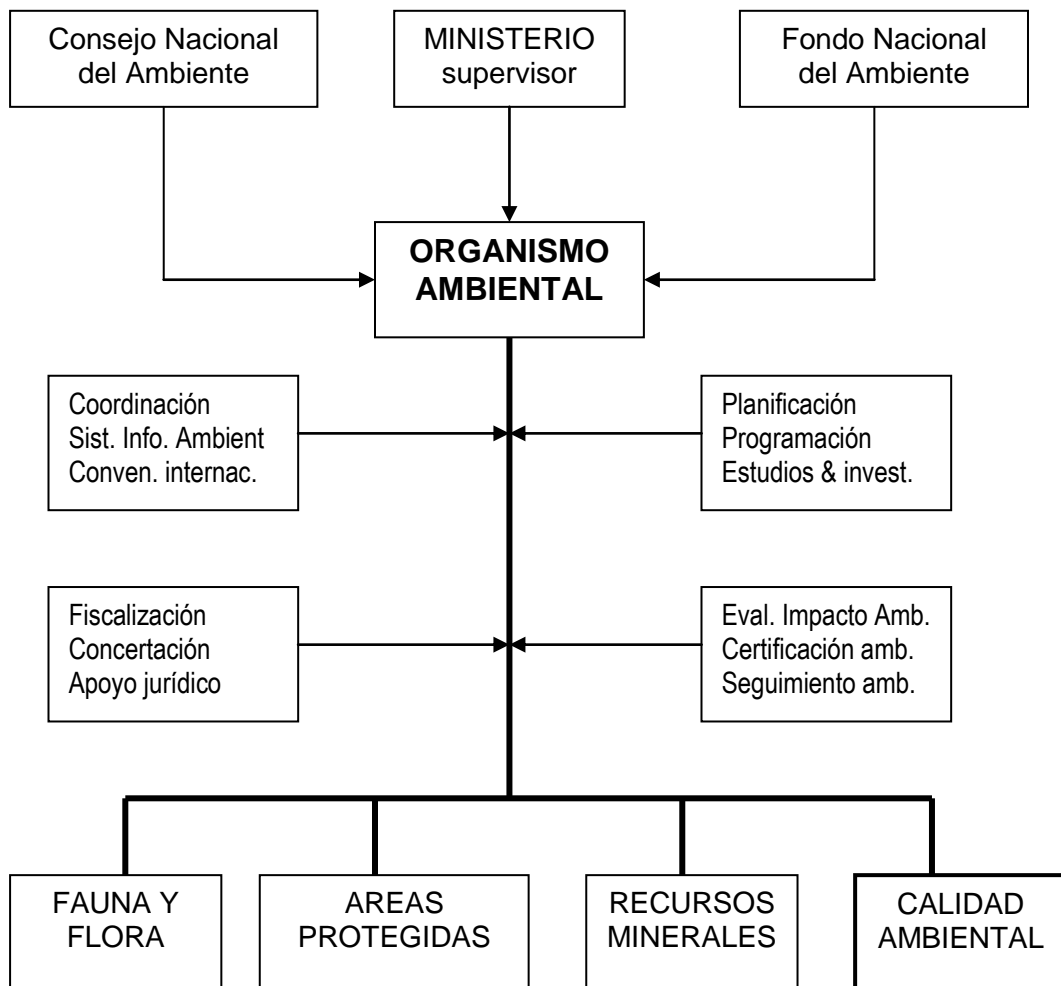 Consejo Nacional
del Ambiente
MINISTERIO
supervisor
Fondo Nacional
del Ambiente
ORGANISMO
AMBIENTAL
Coordinación
Sist. Info. Ambient
Conven. internac.
Planificación
Programación
Estudios & invest.
Fiscalización
Concertación
Apoyo jurídico
Eval. Impacto Amb.
Certificación amb.
Seguimiento amb.
FAUNA Y
FLORA
AREAS
PROTEGIDAS
RECURSOS
MINERALES
CALIDAD
AMBIENTAL